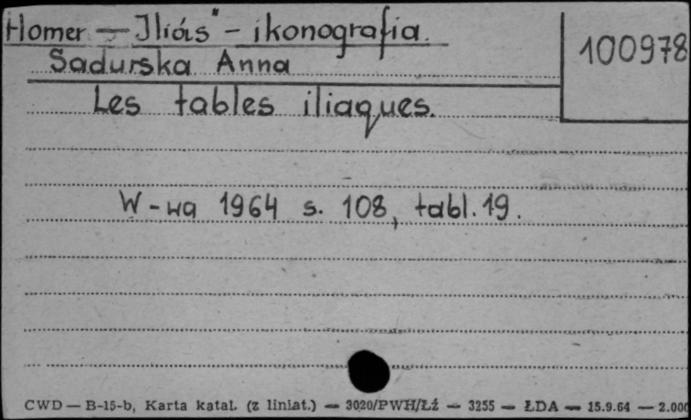 Homer — Iliás" - ikonografia.
100978
Sadurska Anna
Les tables iliaques.
W-wa 1964 s. 108, tabl. 19.
CWD — B-15-b, Karta katal. (z liniat.) — 3020/PWH/Łź — 3255 — ŁDA — 15.9.64 — 2.000